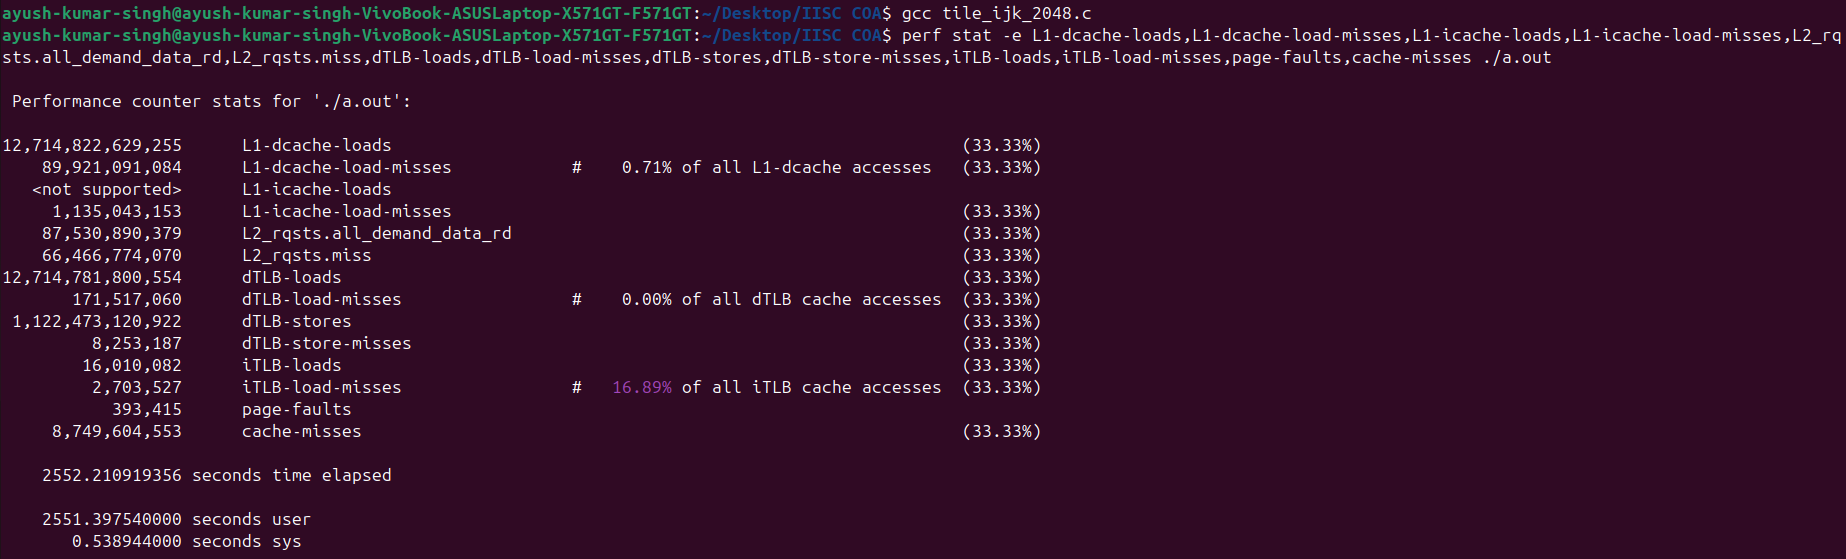 ayush-kumar-singh@ayush-kumar-singh-VivoBook-ASUSLaptop-X571GT-F571GT:~/Desktop/IISC COA$ gcc tile_ijk_2048.c
ayush-kumar-singh@ayush-kumar-singh-VivoBook-ASUSLaptop-X571GT-F571GT:~/Desktop/IISC COA$ perf stat -e L1-dcache-loads,L1-dcache-load-misses,L1-icache-loads,L1-icache-load-misses,L2_rq
sts.all_demand_data_rd,L2_rqsts.miss,dTLB-loads,dTLB-load-misses,dTLB-stores,dTLB-store-misses,iTLB-loads,iTLB-load-misses,page-faults,cache-misses ./a.out
Performance counter stats for './a.out':
12,714,822,629,255 L1-dcache-loads (33.33%)
89,921,091,084 L1-dcache-load-misses # 0.71% of all L1-dcache accesses (33.33%)
<not supported> L1-icache-loads
1,135,043,153 L1-icache-load-misses (33.33%)
87,530,890,379 L2_rqsts.all_demand_data_rd (33.33%)
66,466,774,070 L2_rqsts.miss (33.33%)
12,714,781,800,554 dTLB-loads (33.33%)
171,517,060 dTLB-load-misses # 0.00% of all dTLB cache accesses (33.33%)
1,122,473,120,922 dTLB-stores (33.33%)
8,253,187 dTLB-store-misses (33.33%)
16,010,082 iTLB-loads (33.33%)
2,703,527 iTLB-load-misses # 16.89% of all iTLB cache accesses (33.33%)
393,415 page-faults
8,749,604,553 cache-misses (33.33%)
2552.210919356 seconds time elapsed
2551.397540000 seconds user
0.538944000 seconds sys